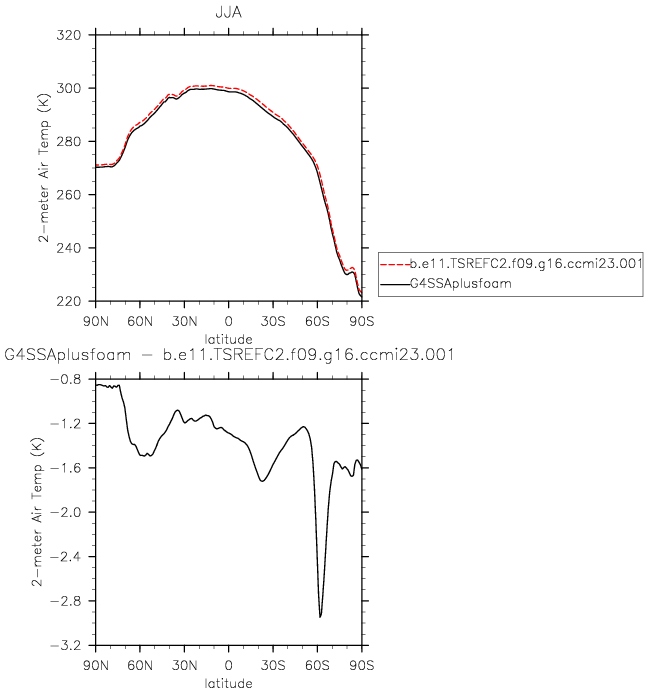 JJA
320
300
280
260
240
220
2-meter Air Temp (K)
90N 60N 30N 0 30S 60S 90S
latitude
b.e11.TSREFC2.f09.g16.ccmi23.001
G4SSAplusfoam
G4SSAplusfoam - b.e11.TSREFC2.f09.g16.ccmi23.001
-0.8
-1.2
-1.6
-2.0
-2.4
-2.8
-3.2
2-meter Air Temp (K)
90N 60N 30N 0 30S 60S 90S
latitude